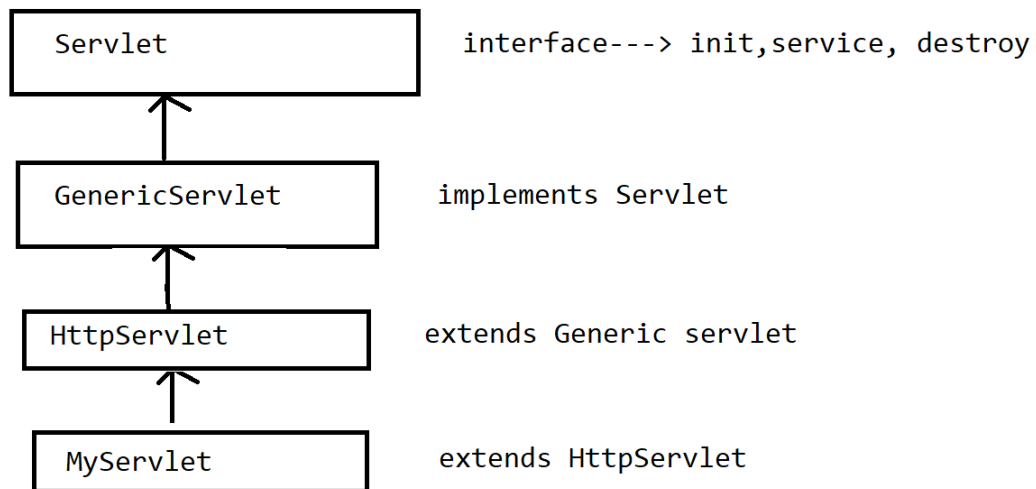 Servlet interface---> init,service, destroy
GenericServlet implements Servlet
HttpServlet extends Generic servlet
MyServlet extends HttpServlet